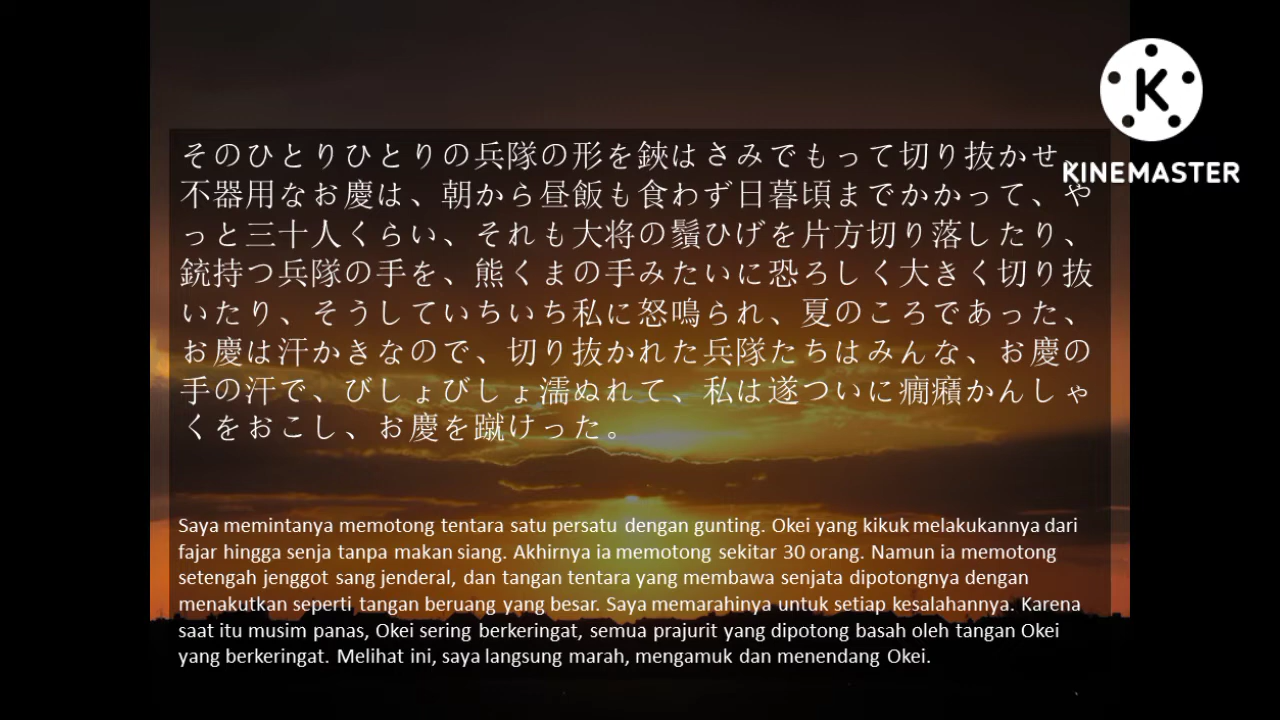 そのひとりひとりの兵隊の形を鋏はさみでもって切り抜かせ、
不器用なお慶は、朝から昼飯も食わず日暮頃までかかって、や
っと三十人くらい、それも大将の鬚ひげを片方切り落したり、
銃持つ兵隊の手を、熊くまの手みたいに恐ろしく大きく切り抜
いたり、そうしていちいち私に怒鳴られ、夏のころであった、
お慶は汗かきなので、切り抜かれた兵隊たちはみんな、お慶の
手の汗で、びしょびしょ濡ぬれて、私は遂ついに癇癪かんしゃ
くをおこし、お慶を蹴けった。
Saya memintanya memotong tentara satu persatu dengan gunting. Okei yang kikuk melakukannya dari
fajar hingga senja tanpa makan siang. Akhirnya ia memotong sekitar 30 orang. Namun ia memotong
setengah jenggot sang jenderal, dan tangan tentara yang membawa senjata dipotongnya dengan
menakutkan seperti tangan beruang yang besar. Saya memarahinya untuk setiap kesalahannya. Karena
saat itu musim panas, Okei sering berkeringat, semua prajurit yang dipotong basah oleh tangan Okei
yang berkeringat. Melihat ini, saya langsung marah, mengamuk dan menendang Okei.
K
KINEMASTER